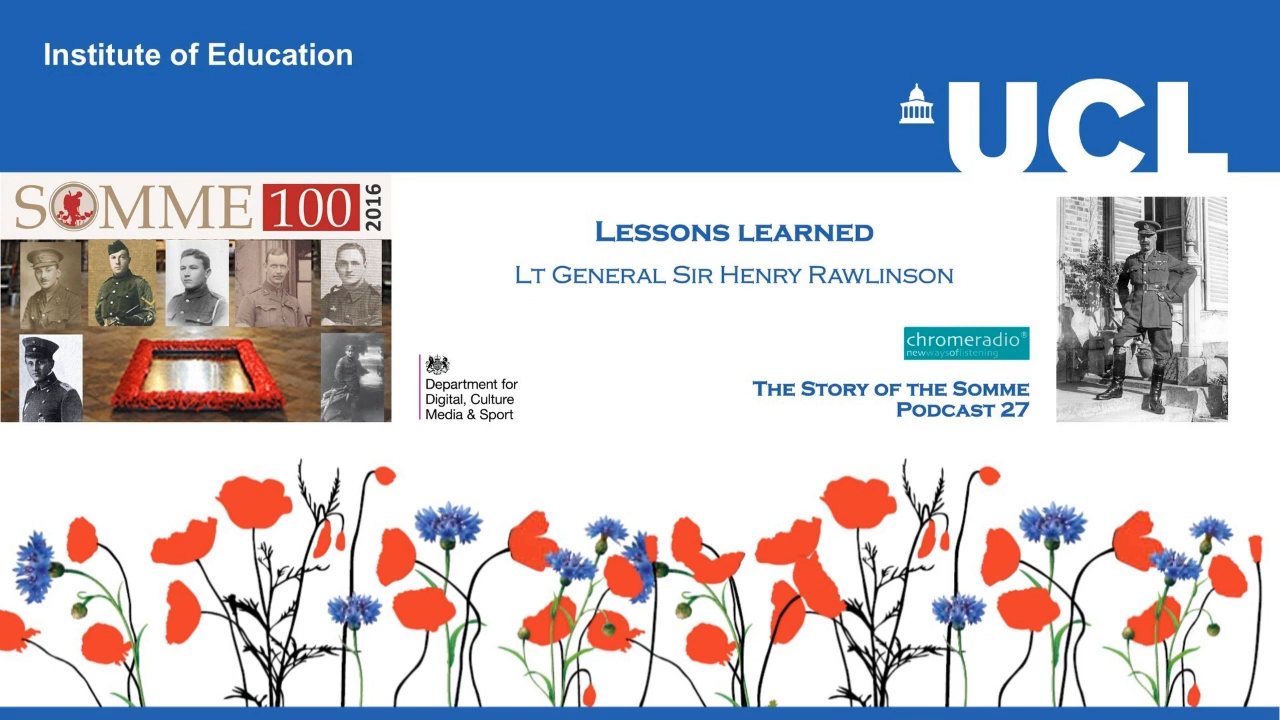 Institute of Education
UCL
SOMME 100 2016
LESSONS LEARNED
LT GENERAL SIR HENRY RAWLINSON
chromeradio®
newwaysoflistening
Department for
Digital, Culture
Media & Sport
THE STORY OF THE SOMME
PODCAST 27